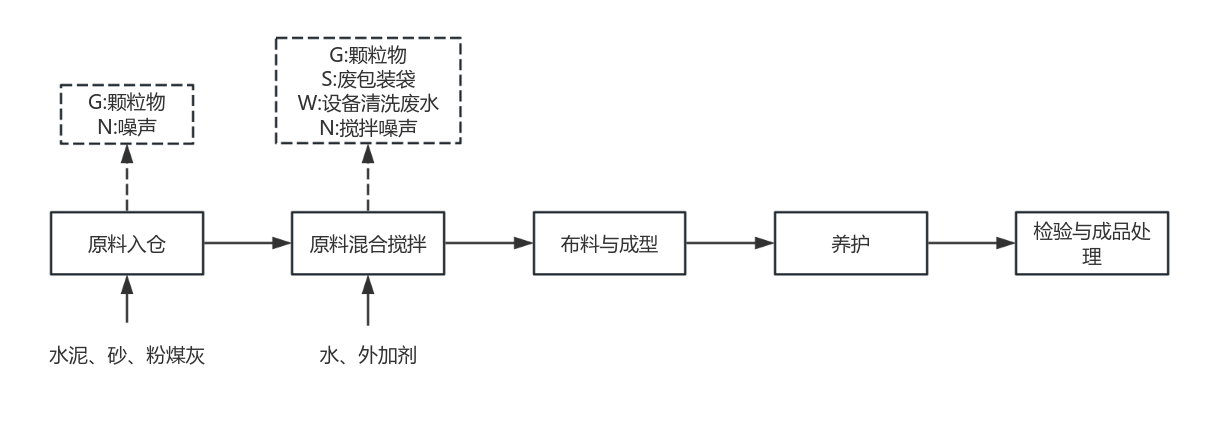 G:颗粒物
N:噪声
G:颗粒物
S:废包装袋
W:设备清洗废水
N:搅拌噪声
原料入仓
原料混合搅拌
布料与成型
养护
检验与成品处
理
水泥、砂、粉煤灰
水、外加剂